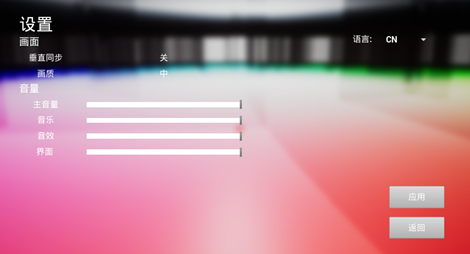 设置
画面
语言: CN
垂直同步 关
画质 中
音量
主音量
音乐
音效
界面
应用
返回